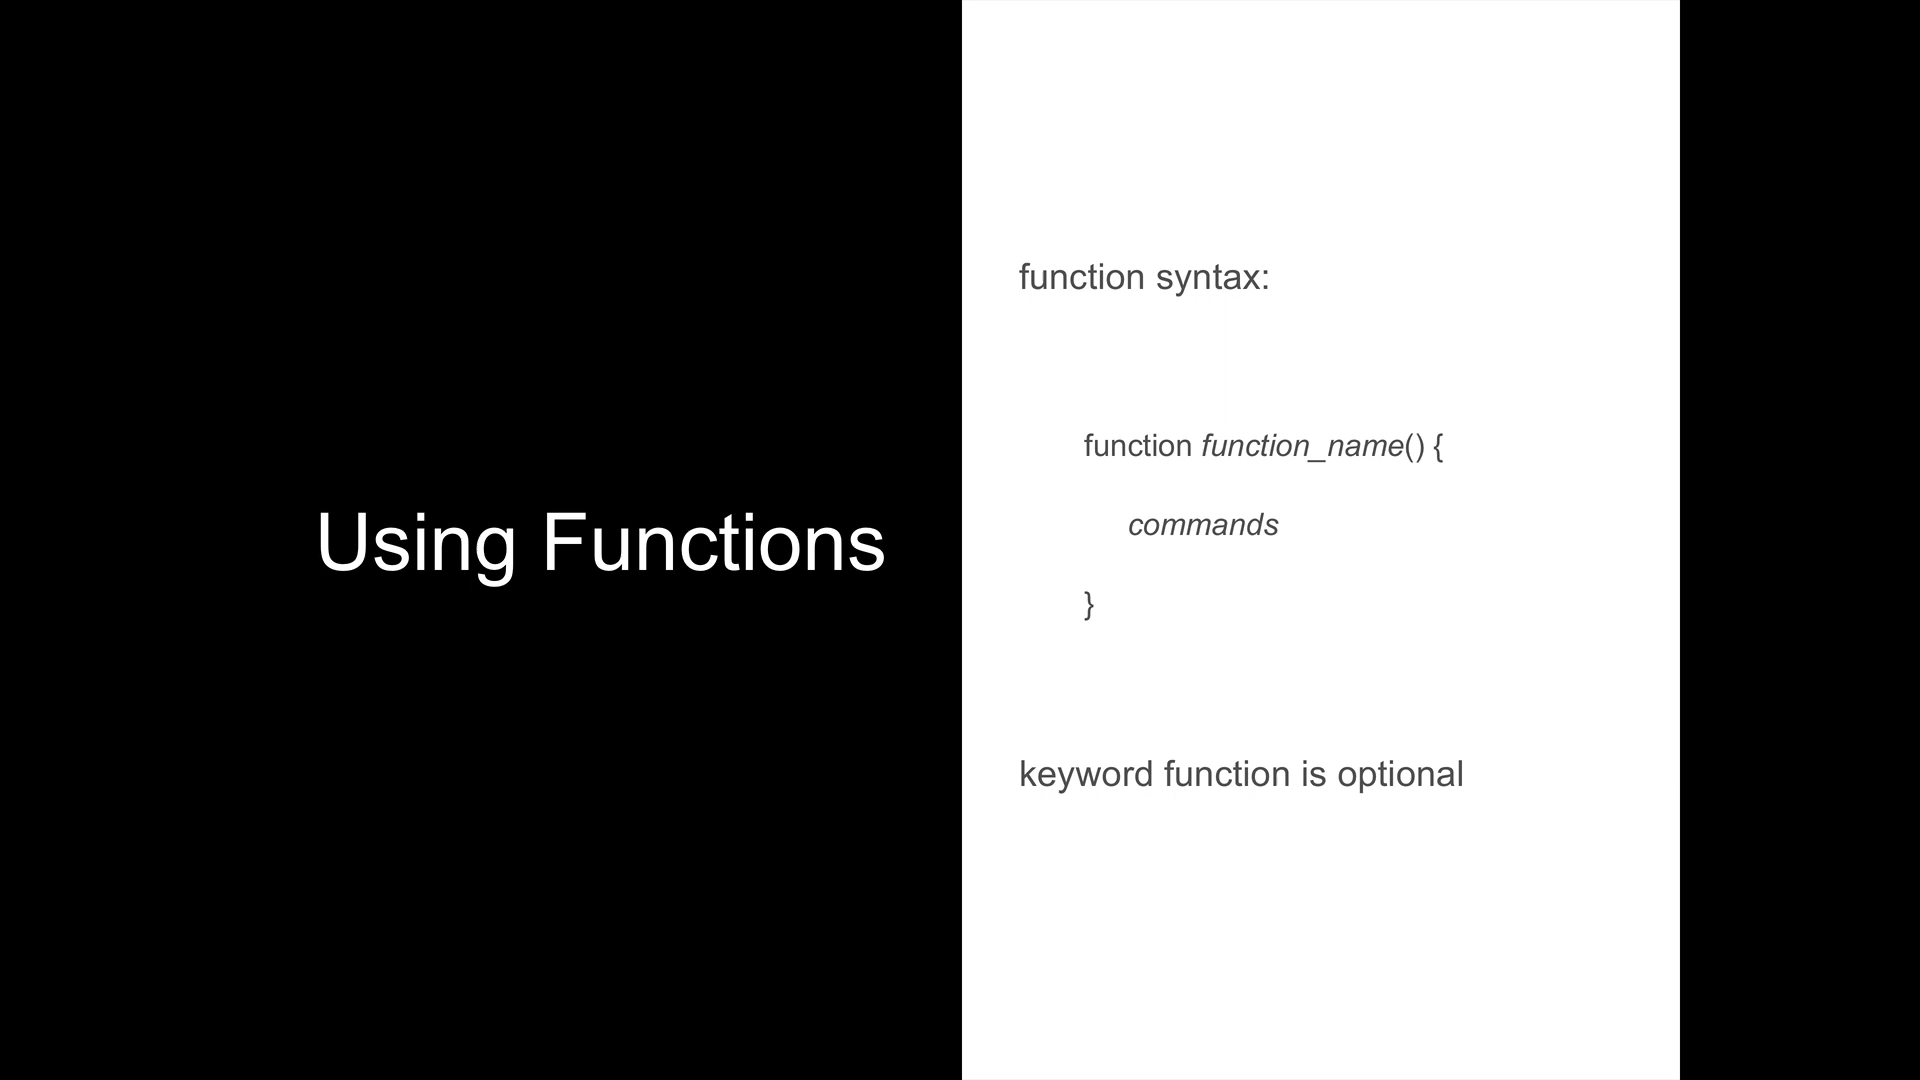 Using Functions
function syntax:
function function_name() {
commands
}
keyword function is optional